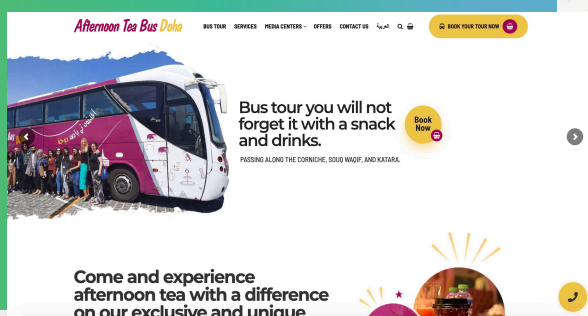 Afternoon Tea Bus Doha
BUS TOUR SERVICES MEDIA CENTERS OFFERS CONTACT US العربية
BOOK YOUR TOUR NOW
Bus tour you will not
forget it with a snack
and drinks.
Book
Now
PASSING ALONG THE CORNICHE, SOUQ WAQIF, AND KATARA.
Come and experience
afternoon tea with a difference
on our exclusive and unique